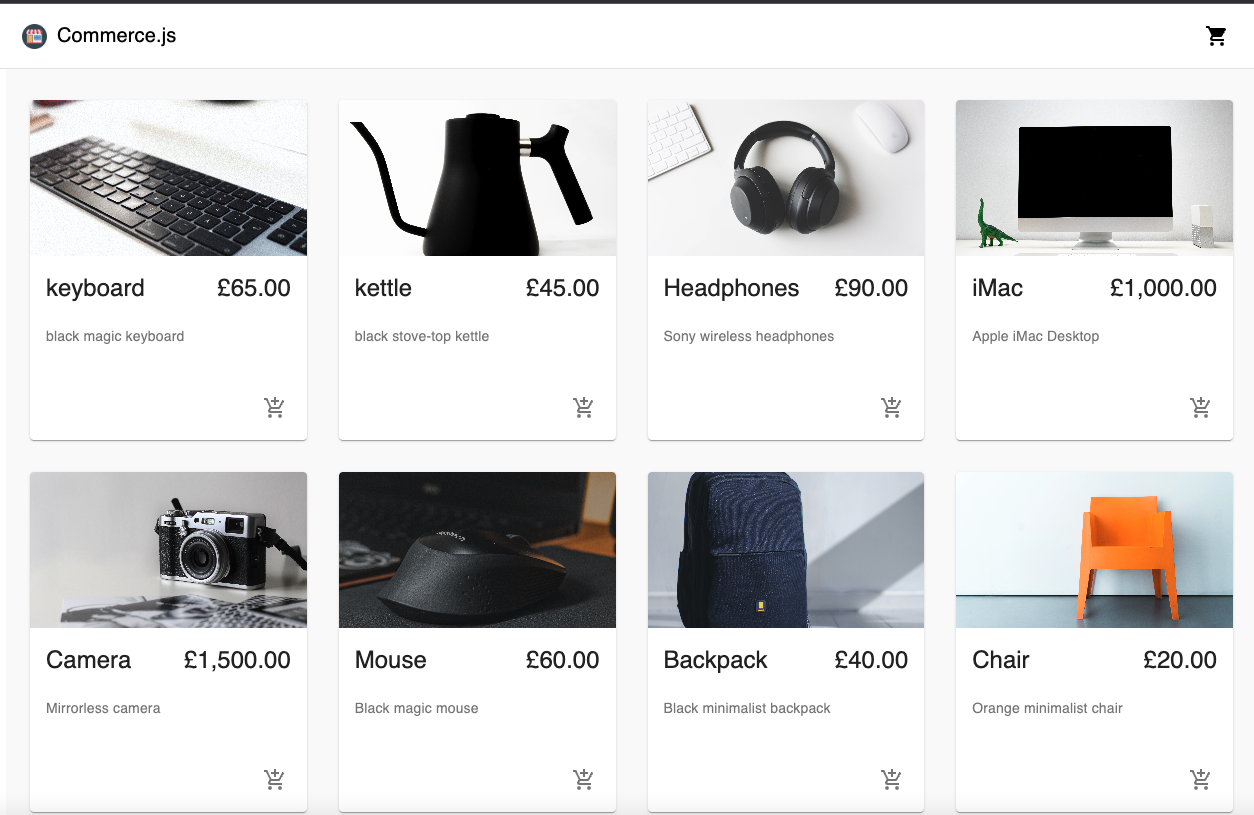 Commerce.js
keyboard £65.00
black magic keyboard
kettle £45.00
black stove-top kettle
Headphones £90.00
Sony wireless headphones
iMac £1,000.00
Apple iMac Desktop
Camera £1,500.00
Mirrorless camera
Mouse £60.00
Black magic mouse
Backpack £40.00
Black minimalist backpack
Chair £20.00
Orange minimalist chair